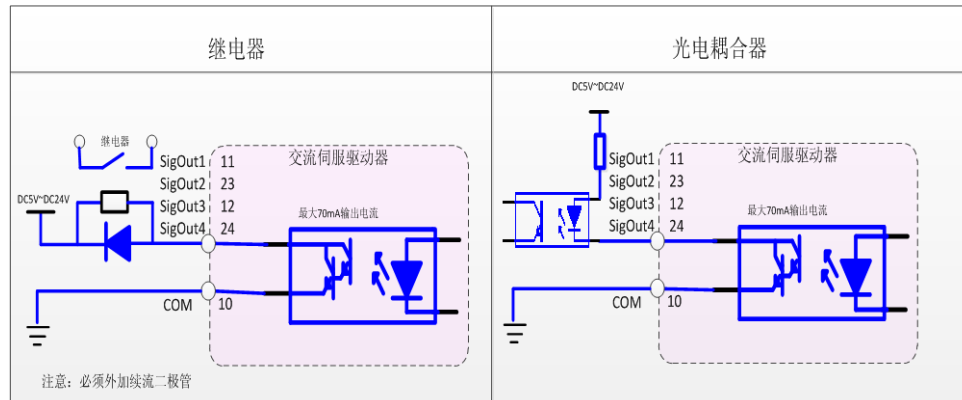 继电器
光电耦合器
继电器
交流伺服驱动器
SigOut1 11
SigOut2 23
SigOut3 12
SigOut4 24
DC5V~DC24V
最大70mA输出电流
COM 10
注意：必须外加续流二极管
DC5V~DC24V
交流伺服驱动器
SigOut1 11
SigOut2 23
SigOut3 12
SigOut4 24
最大70mA输出电流
COM 10